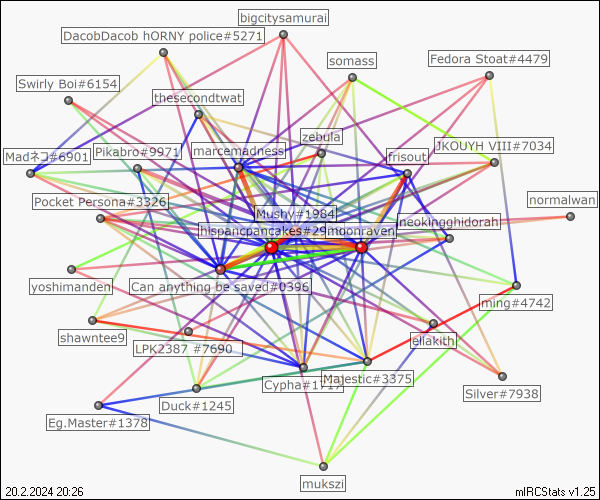 bigcitysamurai
DacobDacob hORNY police#5271
somass
Fedora Stoat#4479
Swirly Boi#6154
thesecondtwat
zebula
JKOUYH VIII#7034
Madネコ#6901
Pikabro#9971
marcemadness
frisout
Pocket Persona#3326
Mushy#1984
normalwan
hispancpancakes#29
moonraven
neokingghidorah
yoshimanden
Can anything be saved#0396
ming#4742
shawntee9
LPK2387 #7690
eliakith
Cypha#1717
Majestic#3375
Silver#7938
Duck#1245
Eg.Master#1378
mukszi
20.2.2024 20:26
mIRCStats v1.25